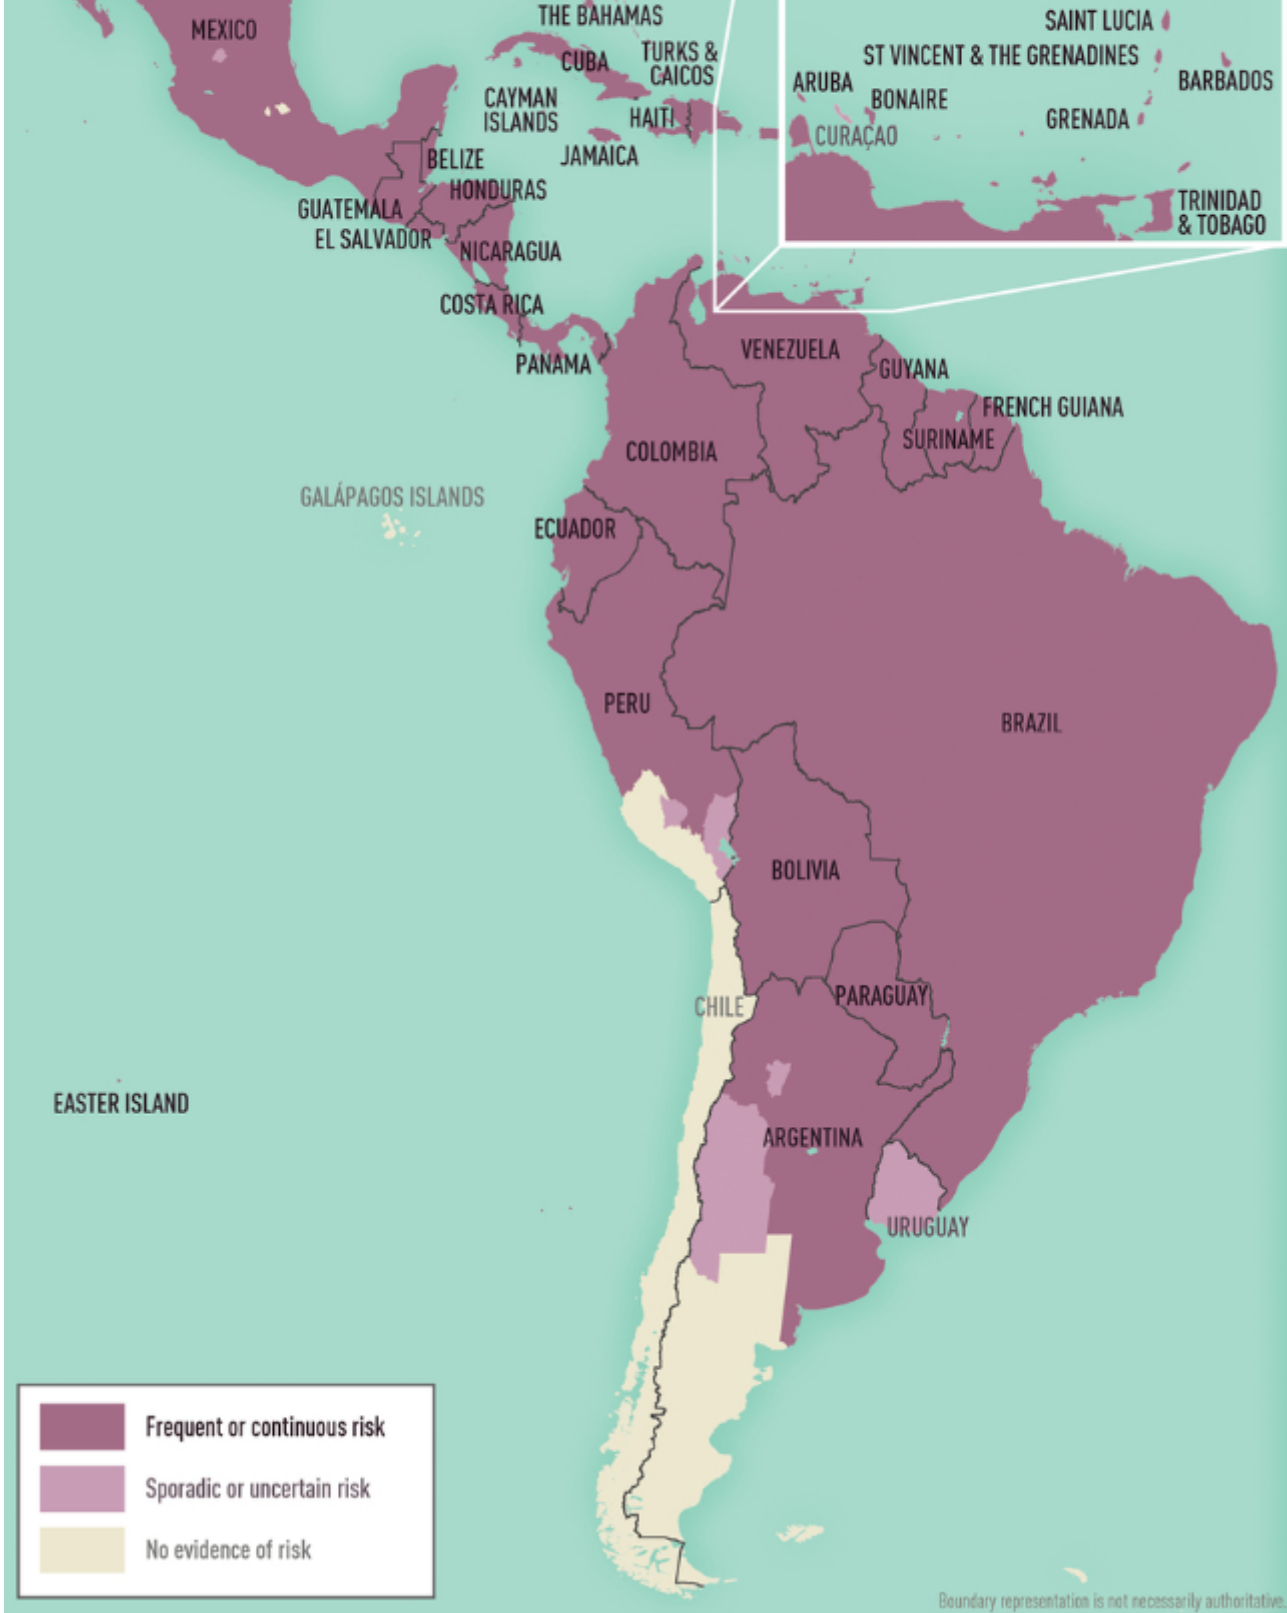 THE BAHAMAS
MEXICO
CUBA
TURKS &
CAICOS
CAYMAN
ISLANDS
HAITI
JAMAICA
BELIZE
HONDURAS
GUATEMALA
EL SALVADOR
NICARAGUA
COSTA RICA
PANAMA
SAINT LUCIA
ST VINCENT & THE GRENADINES
BARBADOS
ARUBA
BONAIRE
GRENADA
CURAÇAO
TRINIDAD
& TOBAGO
VENEZUELA
GUYANA
FRENCH GUIANA
SURINAME
COLOMBIA
GALÁPAGOS ISLANDS
ECUADOR
PERU
BRAZIL
BOLIVIA
PARAGUAY
CHILE
EASTER ISLAND
ARGENTINA
URUGUAY
Frequent or continuous risk
Sporadic or uncertain risk
No evidence of risk
Boundary representation is not necessarily authoritative.